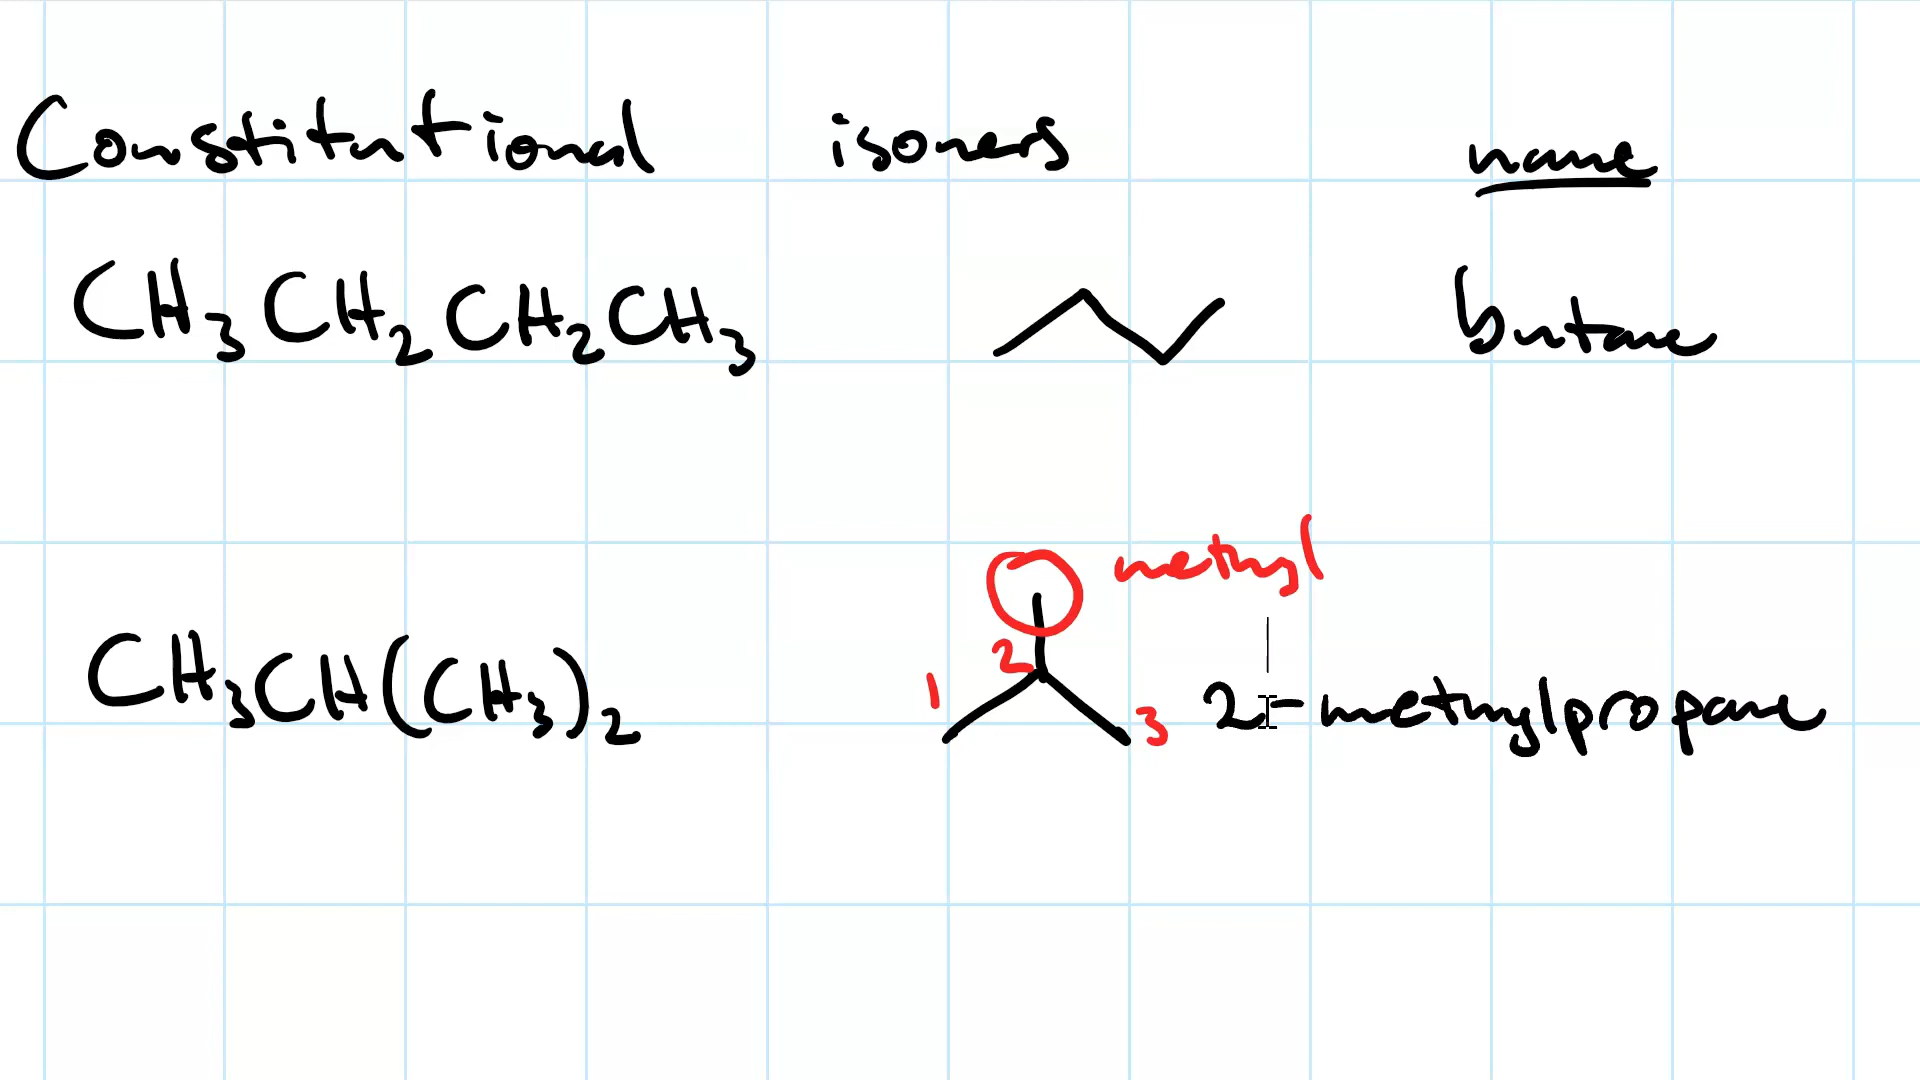 Constitutional isomers name
CH₃CH₂CH₂CH₃ butane
methyl
CH₃CH(CH₃)₂ 1 2 3 2-methylpropane